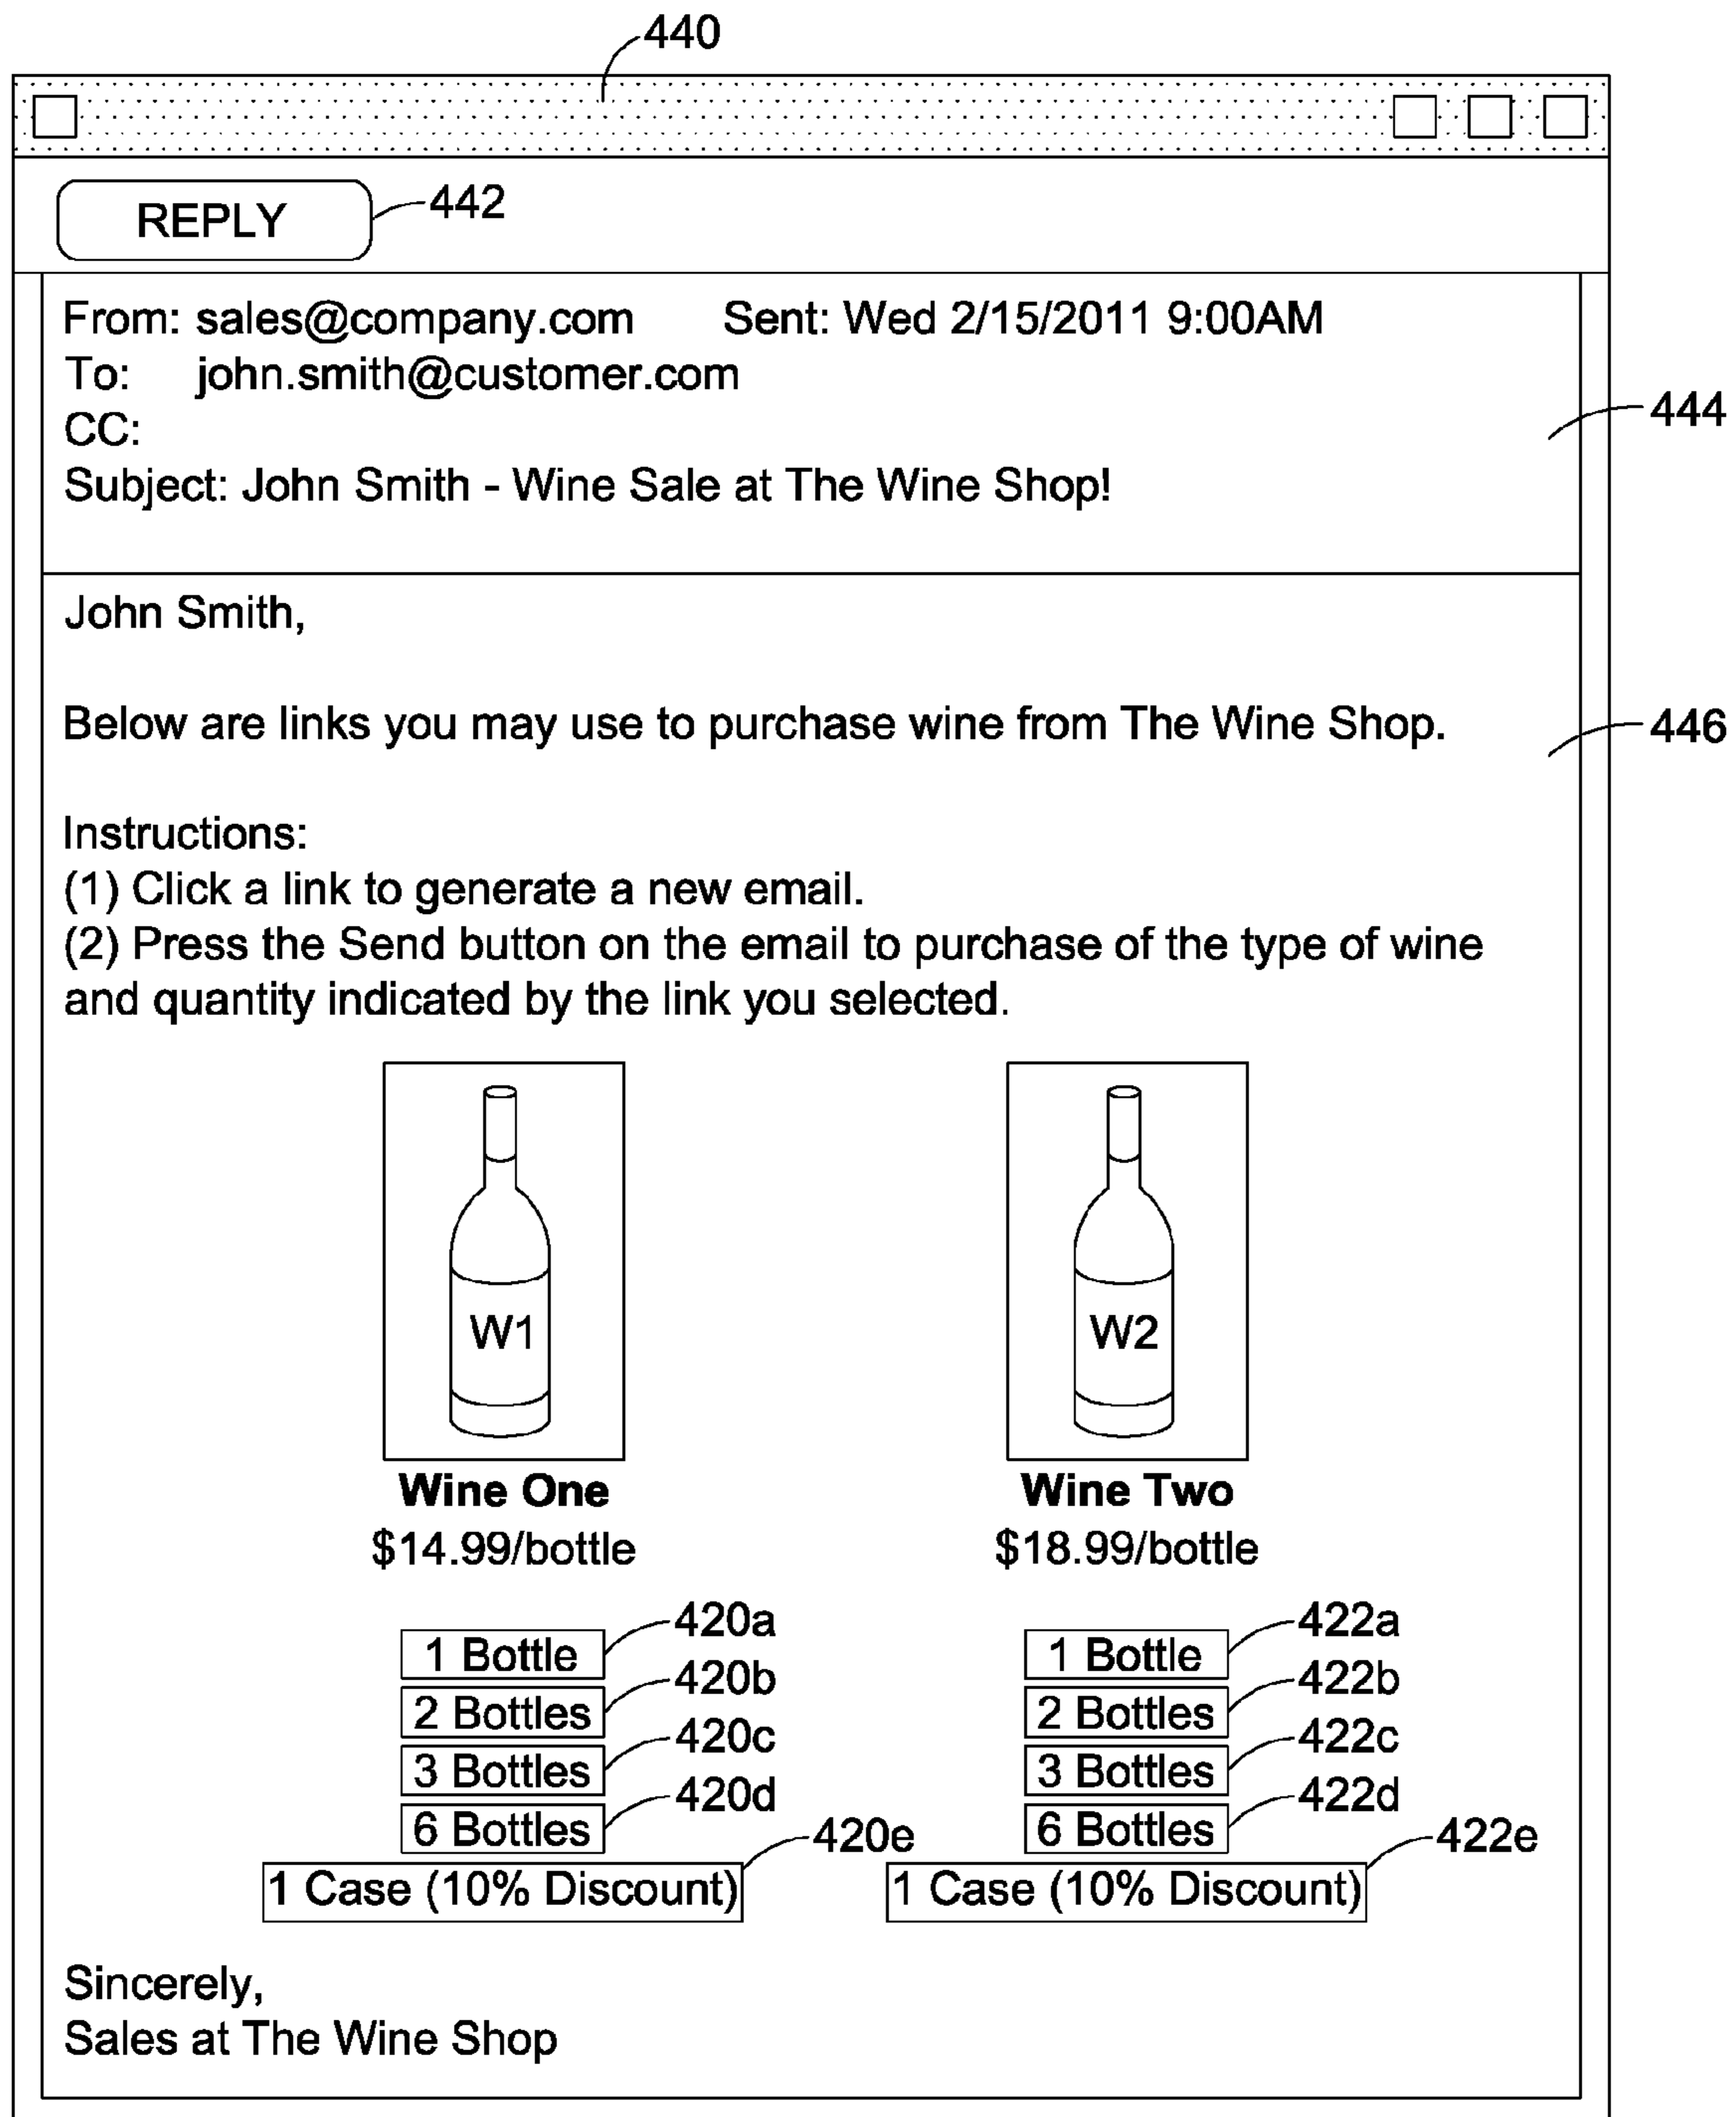 440
REPLY 442
From: sales@company.com Sent: Wed 2/15/2011 9:00AM
To: john.smith@customer.com
CC:
444
Subject: John Smith - Wine Sale at The Wine Shop!
John Smith,
Below are links you may use to purchase wine from The Wine Shop.
446
Instructions:
(1) Click a link to generate a new email.
(2) Press the Send button on the email to purchase of the type of wine
and quantity indicated by the link you selected.
W1 W2
Wine One Wine Two
$14.99/bottle $18.99/bottle
420a 422a
1 Bottle 1 Bottle
420b 422b
2 Bottles 2 Bottles
420c 422c
3 Bottles 3 Bottles
420d 422d
6 Bottles 6 Bottles
420e 422e
1 Case (10% Discount) 1 Case (10% Discount)
Sincerely,
Sales at The Wine Shop